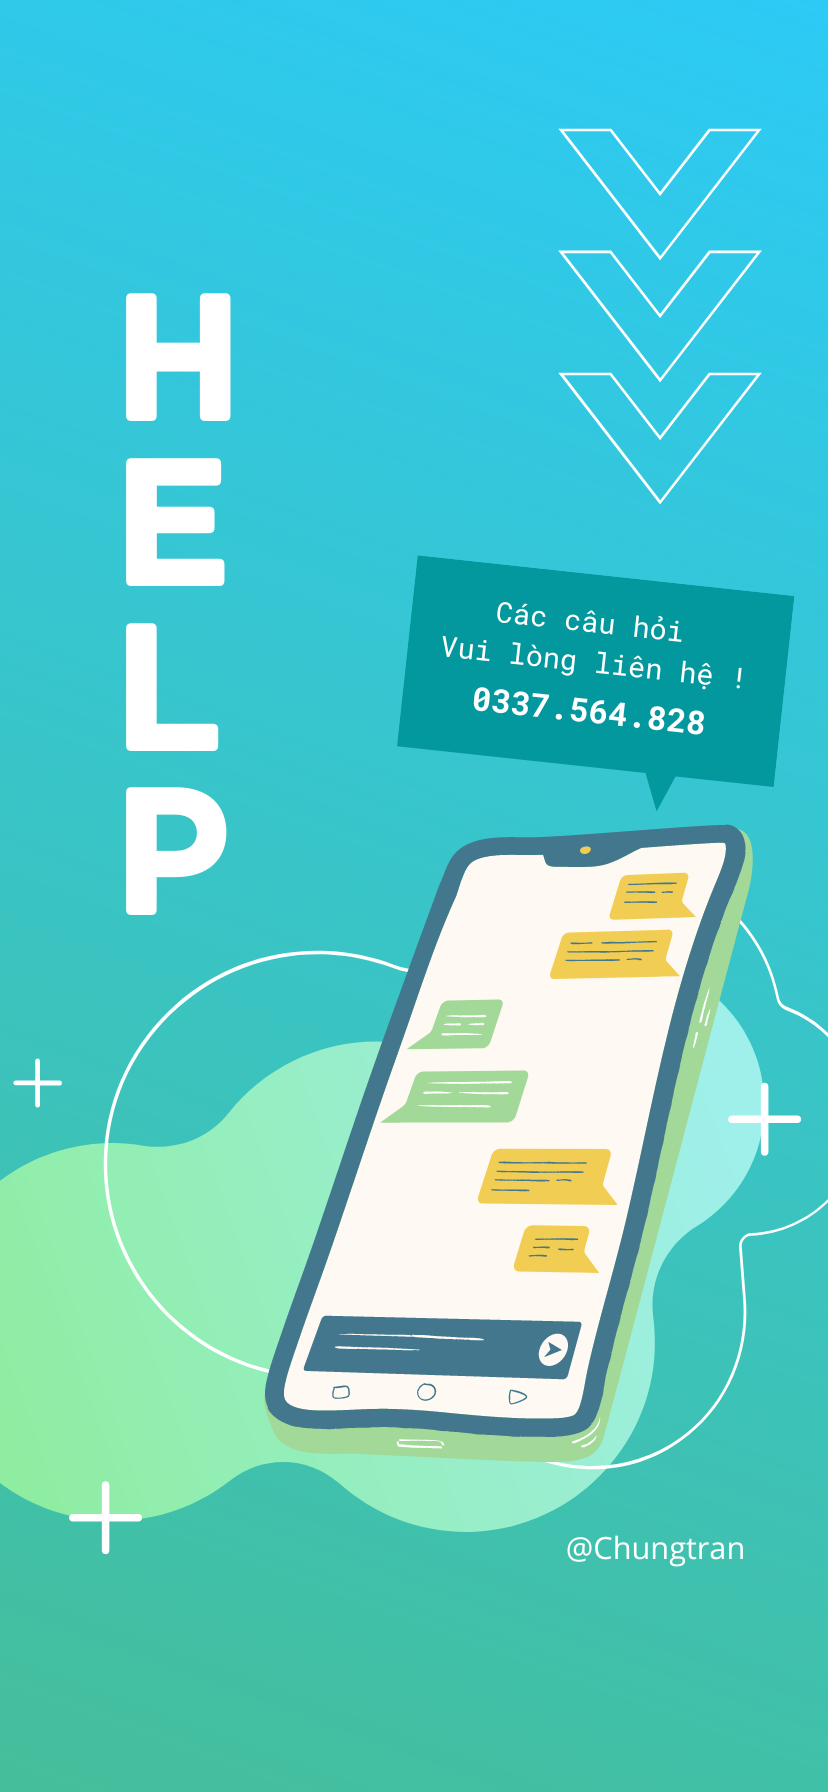 HELP
Các câu hỏi
Vui lòng liên hệ !
0337.564.828
@Chungtran